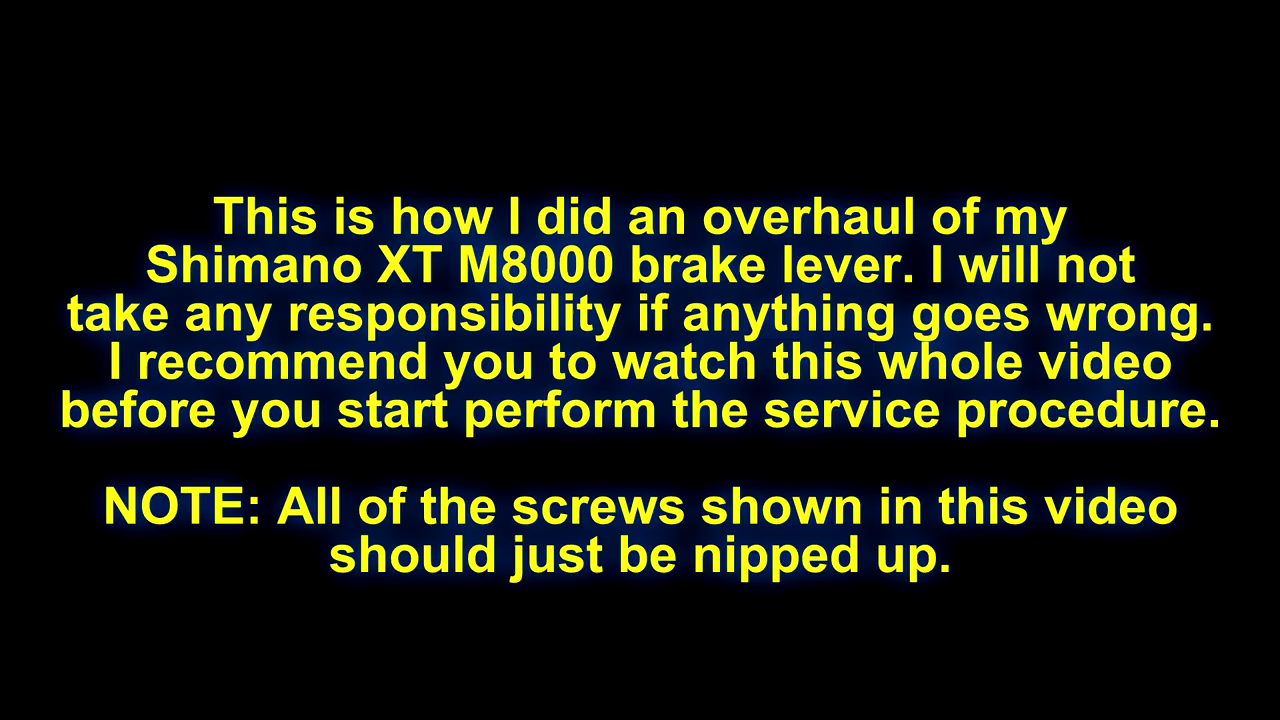 This is how I did an overhaul of my
Shimano XT M8000 brake lever. I will not
take any responsibility if anything goes wrong.
I recommend you to watch this whole video
before you start perform the service procedure.
NOTE: All of the screws shown in this video
should just be nipped up.